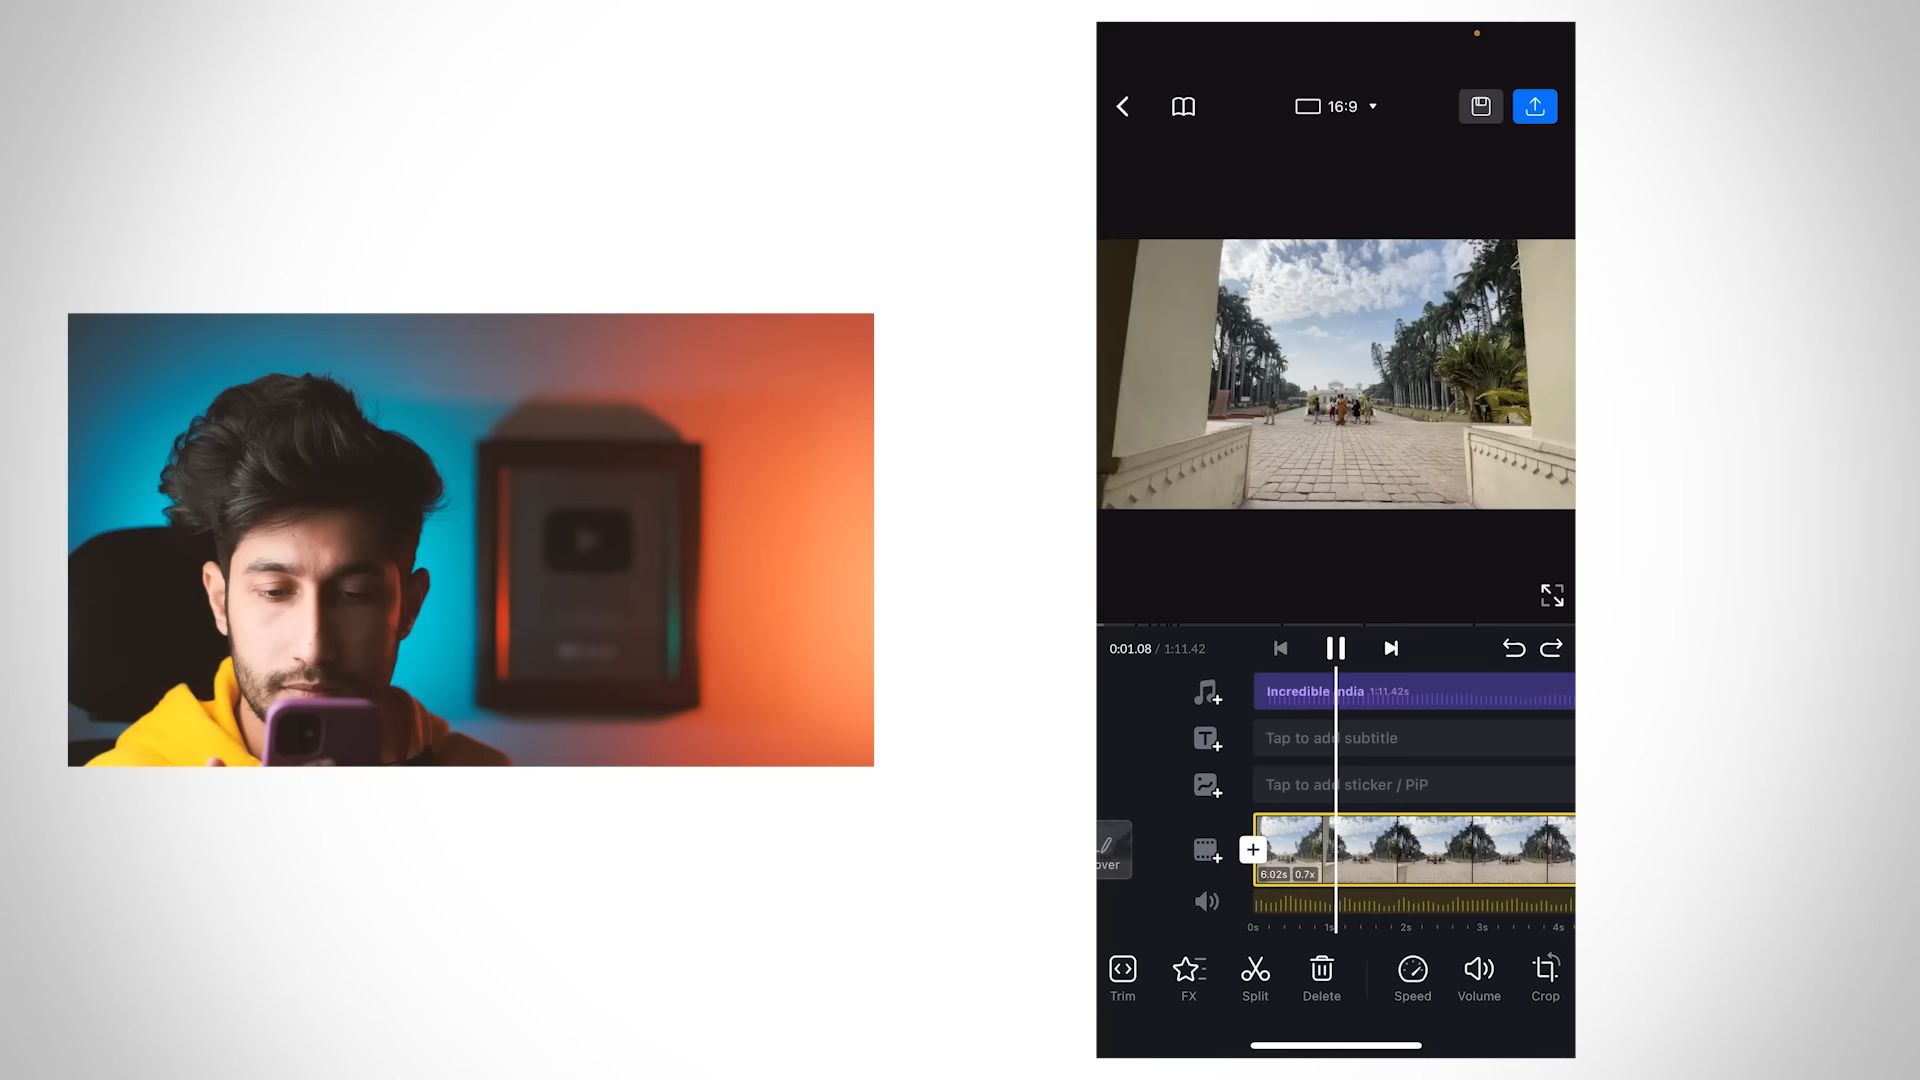 16:9
0:01.08 / 1:11.42
Incredible India 1:11.42s
Tap to add subtitle
Tap to add sticker / PiP
over
6.02s 0.7x
0s 1s 2s 3s 4s
Trim FX Split Delete Speed Volume Crop